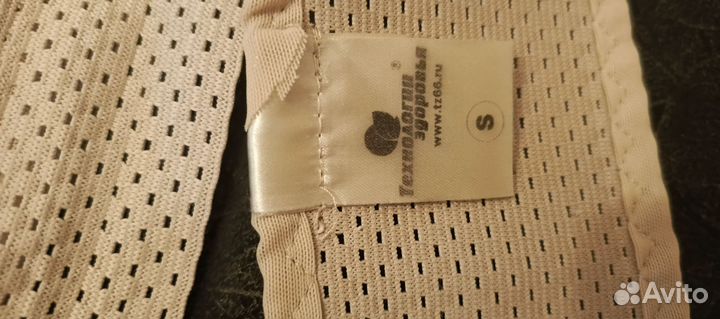 Технологии
здоровья®
www.tz66.ru
S
Avito